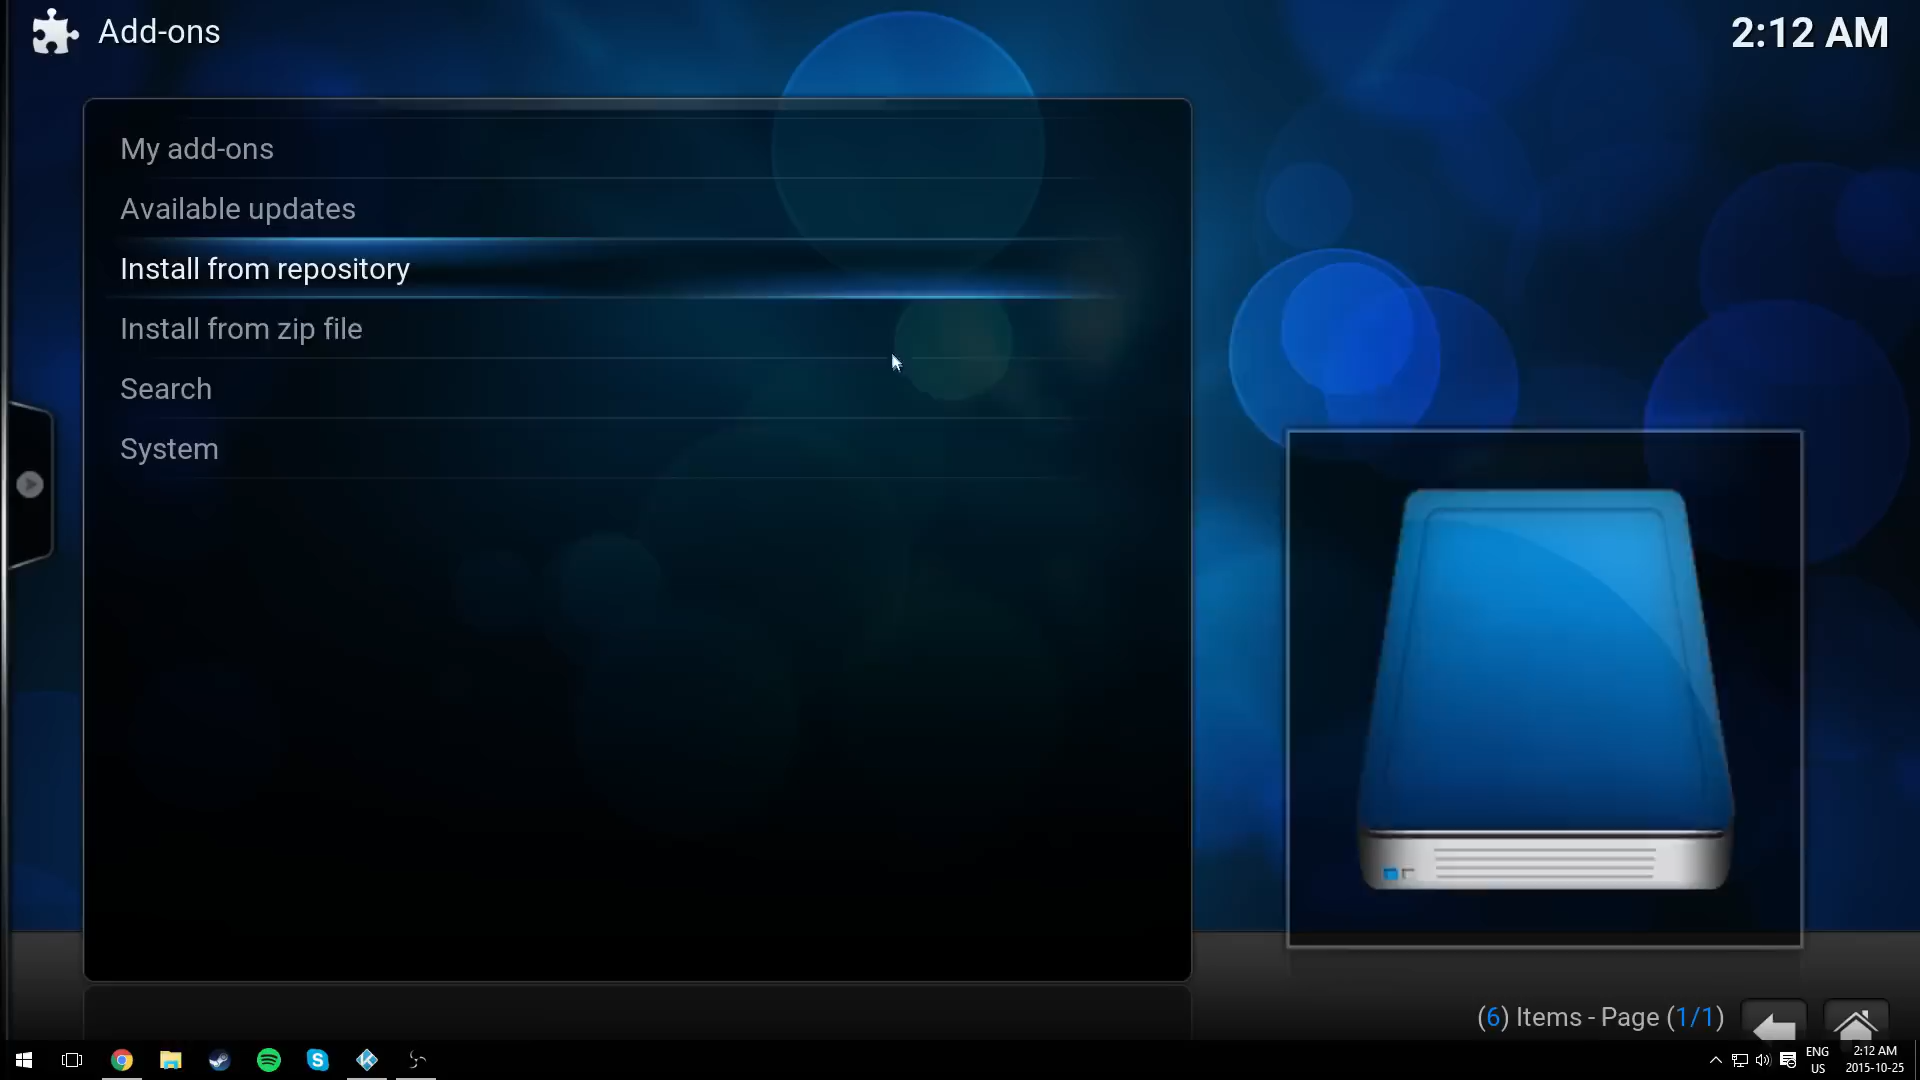 Add-ons
2:12 AM
My add-ons
Available updates
Install from repository
Install from zip file
Search
System
(6) Items - Page (1/1)
ENG
US
2:12 AM
2015-10-25